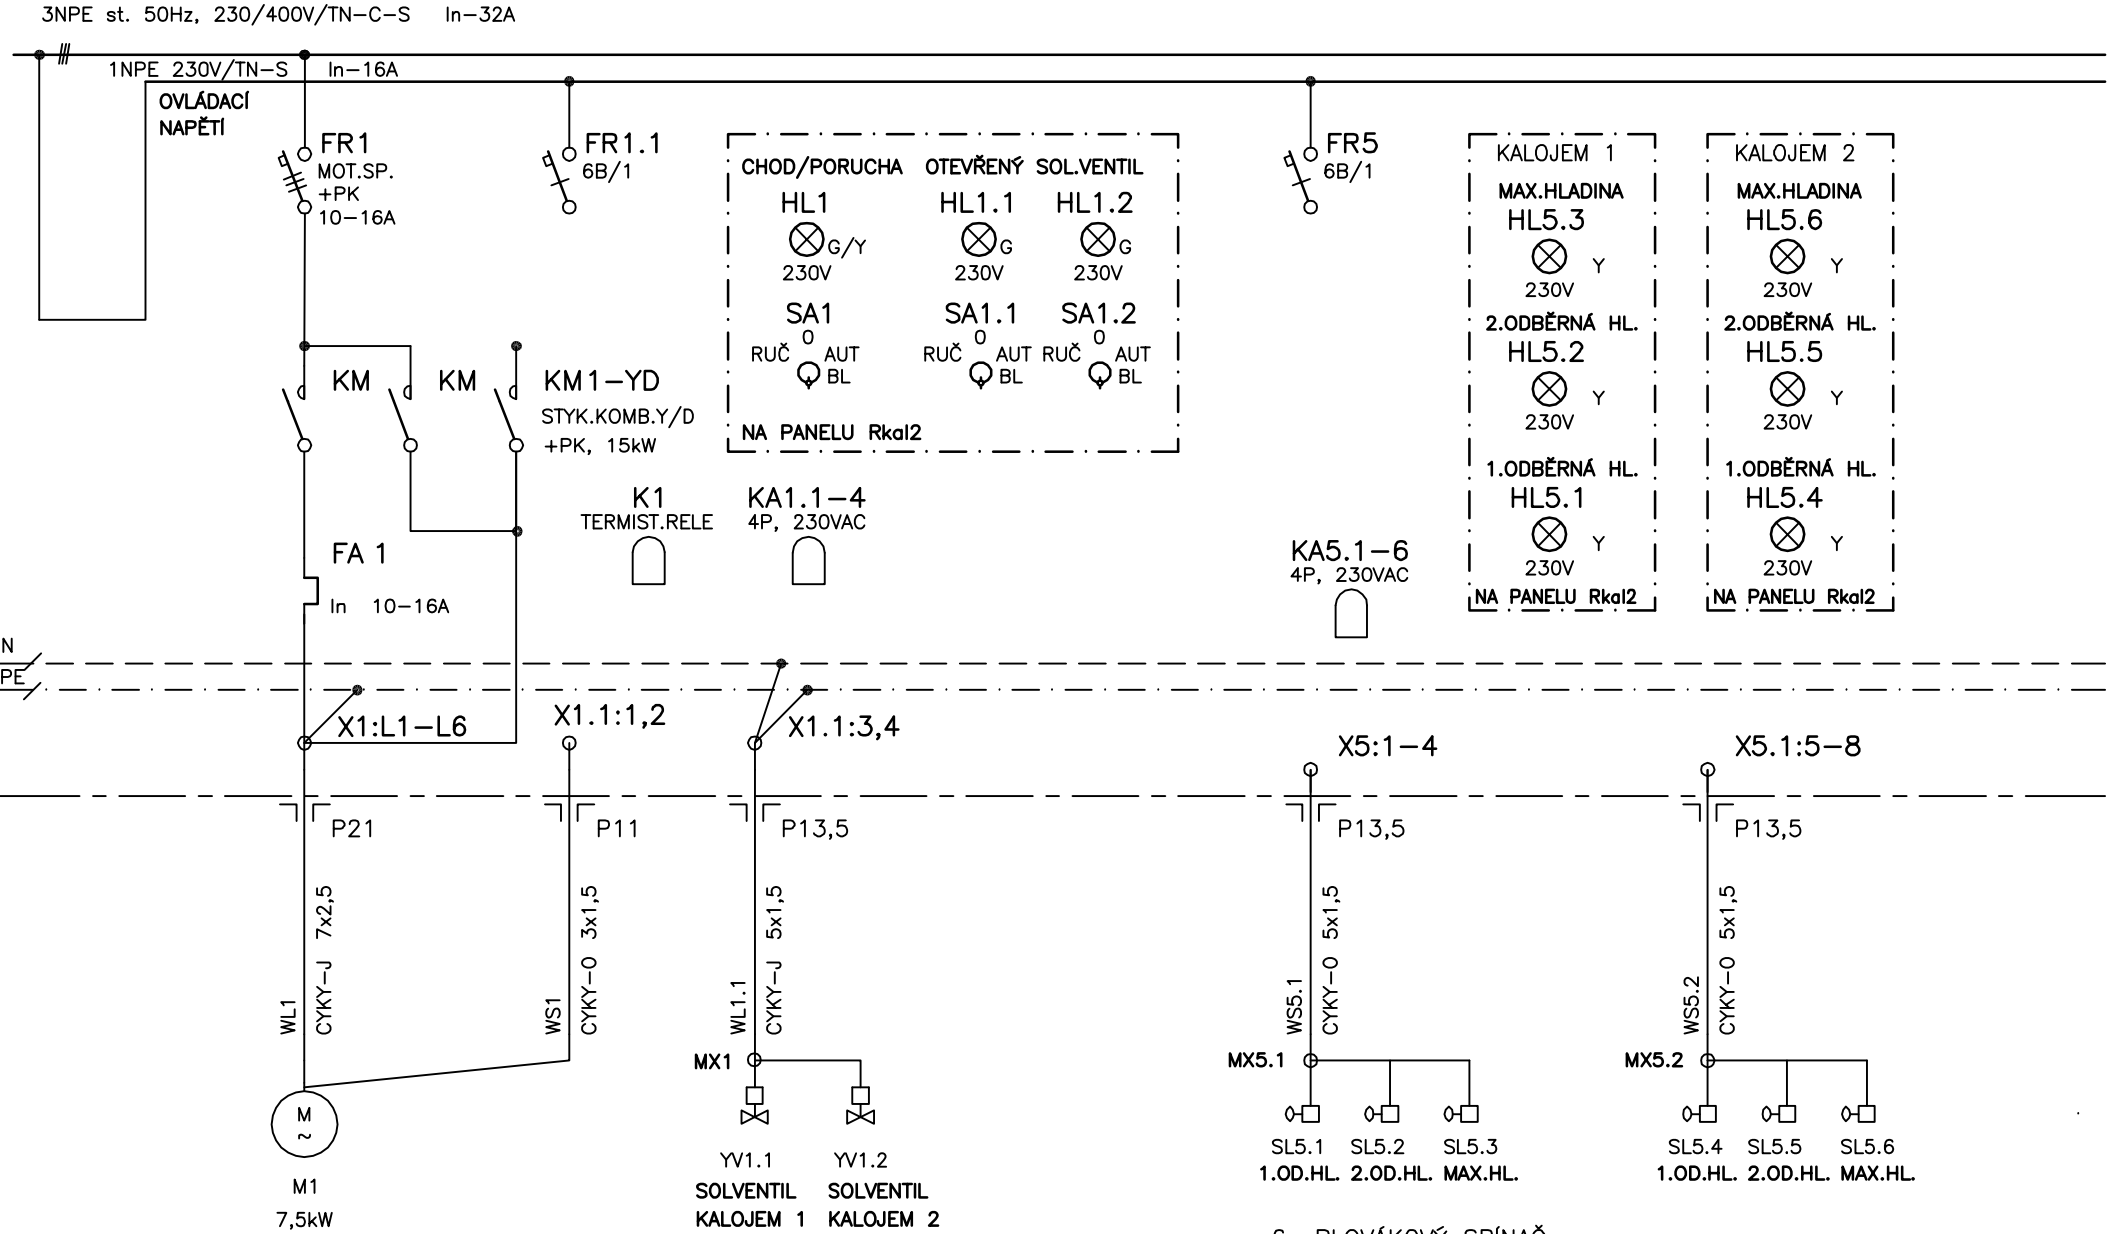 3NPE st. 50Hz, 230/400V/TN-C-S In-32A
1NPE 230V/TN-S In-16A
OVLÁDACÍ
NAPĚTÍ
FR1
MOT.SP.
+PK
10-16A
FR1.1
6B/1
CHOD/PORUCHA OTEVŘENÝ SOL.VENTIL
HL1 HL1.1 HL1.2
G/Y G G
230V 230V 230V
SA1 SA1.1 SA1.2
0 0 0
RUČ AUT RUČ AUT RUČ AUT
BL BL BL
NA PANELU Rkal2
FR5
6B/1
KALOJEM 1
MAX.HLADINA
HL5.3
Y
230V
2.ODBĚRNÁ HL.
HL5.2
Y
230V
1.ODBĚRNÁ HL.
HL5.1
Y
230V
NA PANELU Rkal2
KALOJEM 2
MAX.HLADINA
HL5.6
Y
230V
2.ODBĚRNÁ HL.
HL5.5
Y
230V
1.ODBĚRNÁ HL.
HL5.4
Y
230V
NA PANELU Rkal2
KM KM KM1-YD
STYK.KOMB.Y/D
+PK, 15kW
K1
TERMIST.RELE
KA1.1-4
4P, 230VAC
KA5.1-6
4P, 230VAC
FA 1
In 10-16A
N
PE
X1:L1-L6
X1.1:1,2
X1.1:3,4
X5:1-4
X5.1:5-8
P21
P11
P13,5
P13,5
P13,5
WL1
CYKY-J 7x2,5
WS1
CYKY-O 3x1,5
WL1.1
CYKY-J 5x1,5
WS5.1
CYKY-O 5x1,5
WS5.2
CYKY-O 5x1,5
MX1
MX5.1
MX5.2
M
~
M1
7,5kW
YV1.1 YV1.2
SOLVENTIL SOLVENTIL
KALOJEM 1 KALOJEM 2
SL5.1 SL5.2 SL5.3
1.OD.HL. 2.OD.HL. MAX.HL.
SL5.4 SL5.5 SL5.6
1.OD.HL. 2.OD.HL. MAX.HL.
PLOVÁKOVÝ SPÍNAČ